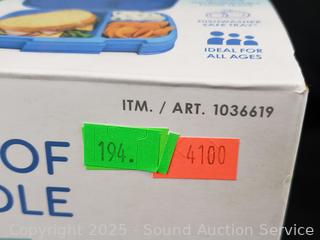 DISHWASHER
SAFE TRAY*
IDEAL FOR
ALL AGES
ITM. / ART. 1036619
OF
194.
4100
DLE
Copyright 2025 - Sound Auction Service